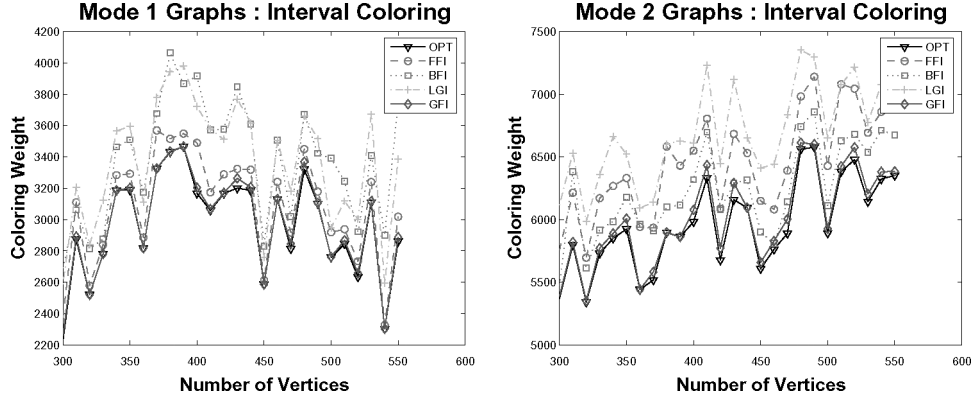 Mode 1 Graphs : Interval Coloring
4200
4000
3800
3600
3400
3200
3000
2800
2600
2400
2200
Coloring Weight
OPT
FFI
BFI
LGI
GFI
300
350
400
450
500
550
600
Number of Vertices
Mode 2 Graphs : Interval Coloring
7500
7000
6500
6000
5500
5000
Coloring Weight
OPT
FFI
BFI
LGI
GFI
300
350
400
450
500
550
600
Number of Vertices